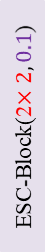 ESC-Block(2× 2, 0.1)